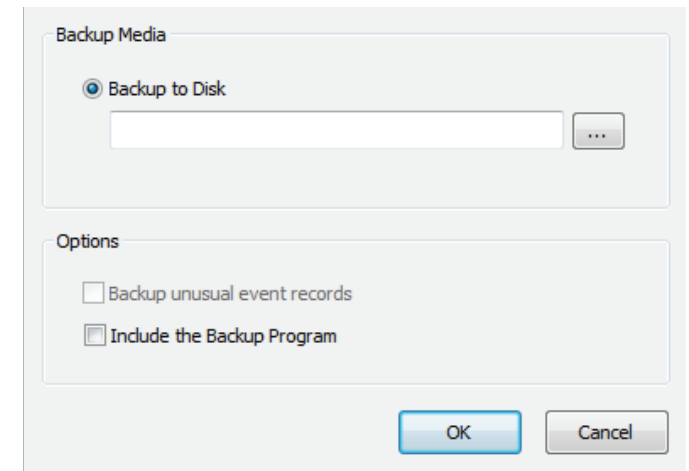 Backup Media
Backup to Disk
...
Options
Backup unusual event records
Include the Backup Program
OK Cancel